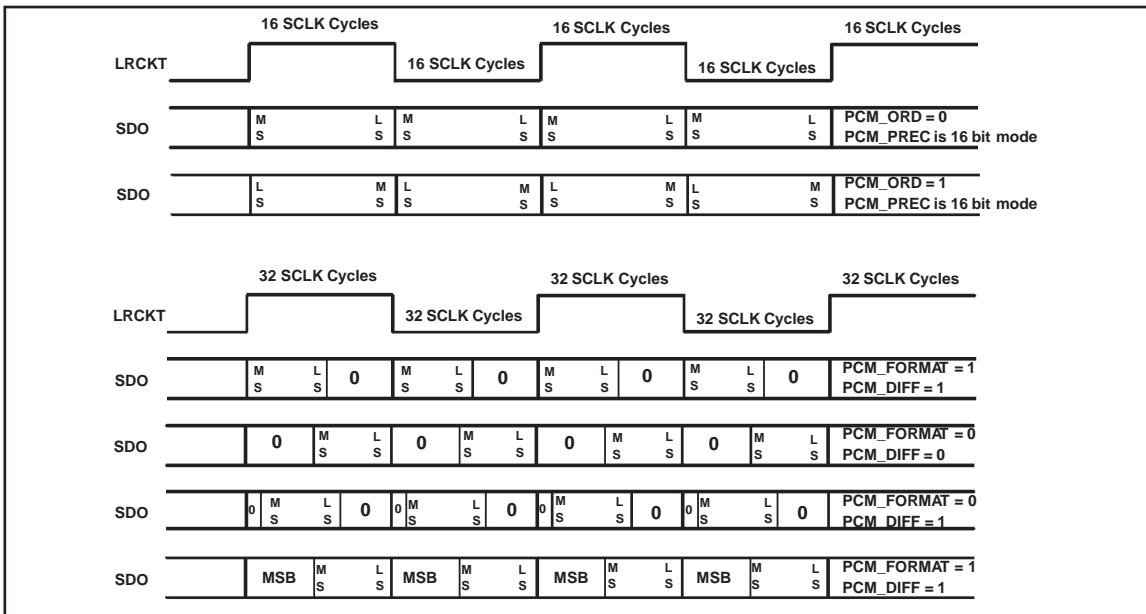 16 SCLK Cycles 16 SCLK Cycles 16 SCLK Cycles
LRCKT 16 SCLK Cycles 16 SCLK Cycles
SDO M L M L M L M L PCM_ORD = 0
S S S S S S S S PCM_PREC is 16 bit mode
SDO L M L M L M L M PCM_ORD = 1
S S S S S S S S PCM_PREC is 16 bit mode
32 SCLK Cycles 32 SCLK Cycles 32 SCLK Cycles
LRCKT 32 SCLK Cycles 32 SCLK Cycles
SDO M L 0 M L 0 M L 0 M L 0 PCM_FORMAT = 1
S S S S S S S S PCM_DIFF = 1
SDO 0 M L 0 M L 0 M L 0 M L PCM_FORMAT = 0
S S S S S S S S PCM_DIFF = 0
SDO 0 M L 0 0 M L 0 0 M L 0 0 M L 0 PCM_FORMAT = 0
S S S S S S S S PCM_DIFF = 1
SDO MSB M L MSB M L MSB M L MSB M L PCM_FORMAT = 1
S S S S S S S S PCM_DIFF = 1